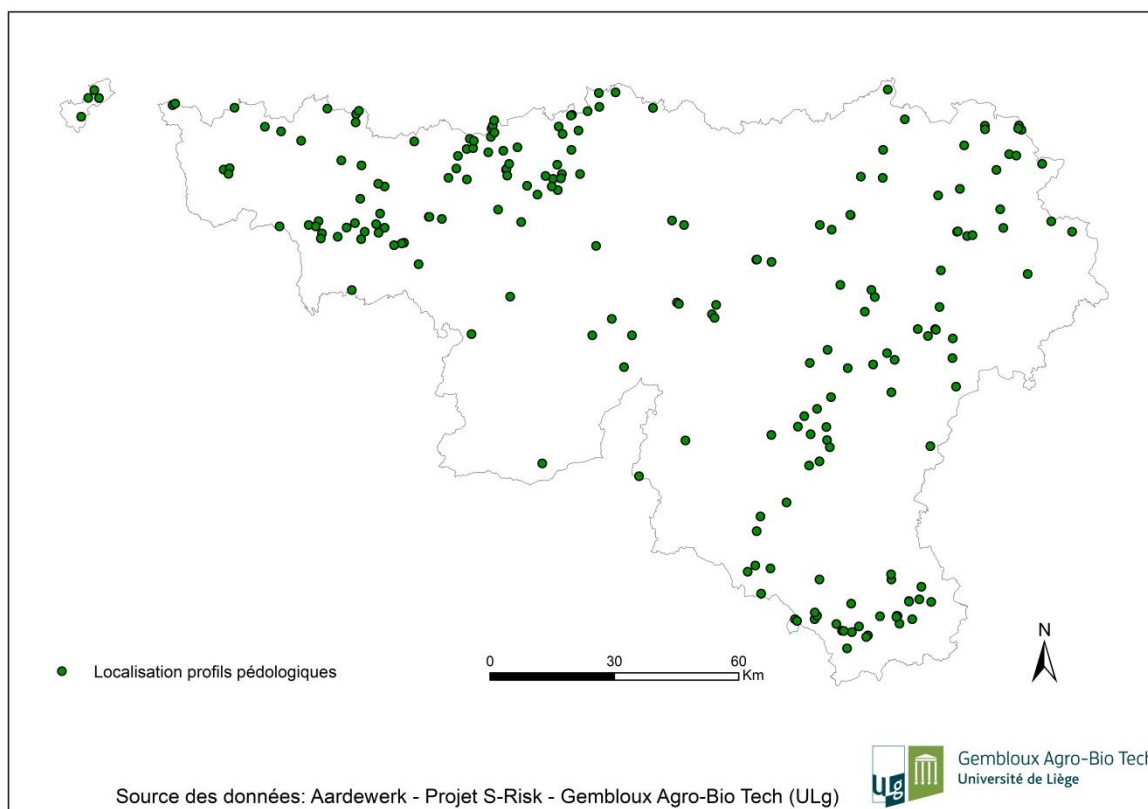 Localisation profils pédologiques
0 30 60
Km
N
Source des données: Aardewerk - Projet S-Risk - Gembloux Agro-Bio Tech (ULg)
ug
Gembloux Agro-Bio Tech
Université de Liège